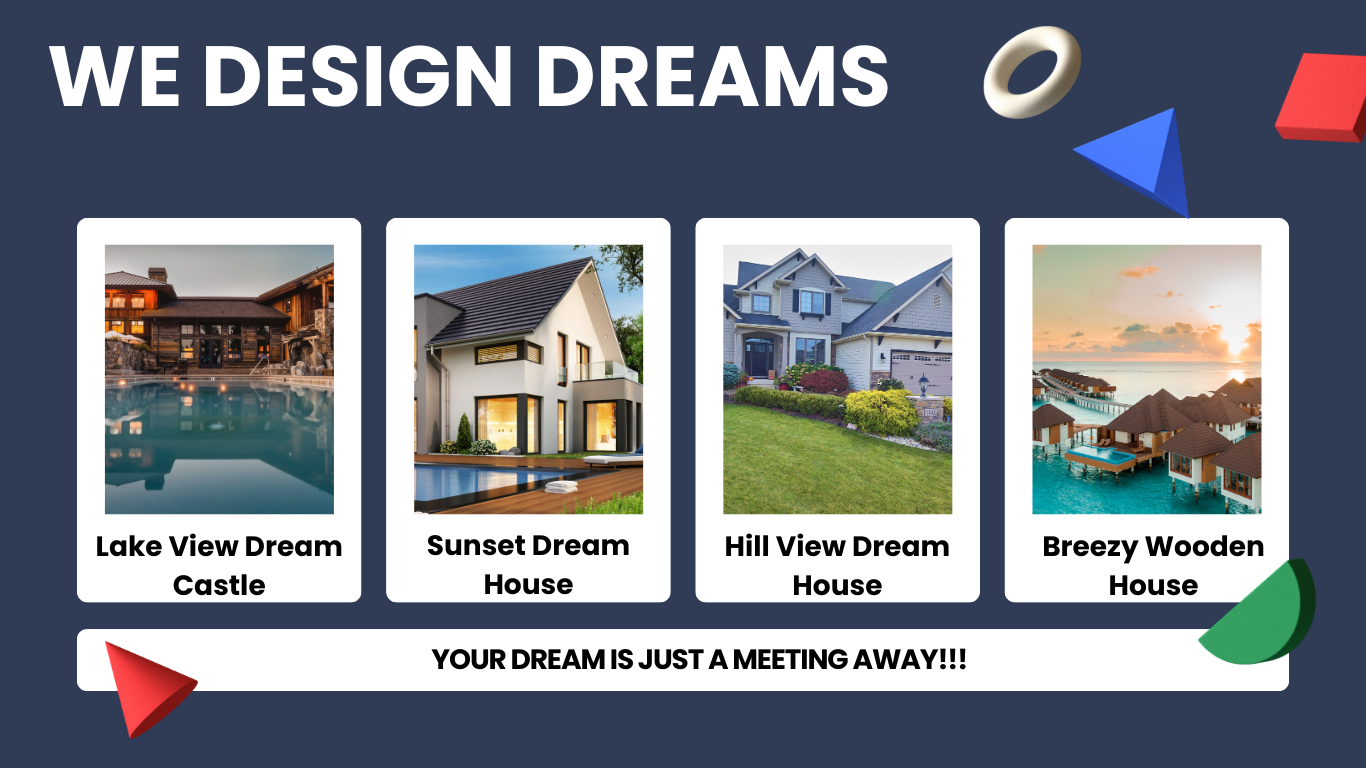 WE DESIGN DREAMS
Lake View Dream
Castle
Sunset Dream
House
Hill View Dream
House
Breezy Wooden
House
YOUR DREAM IS JUST A MEETING AWAY!!!